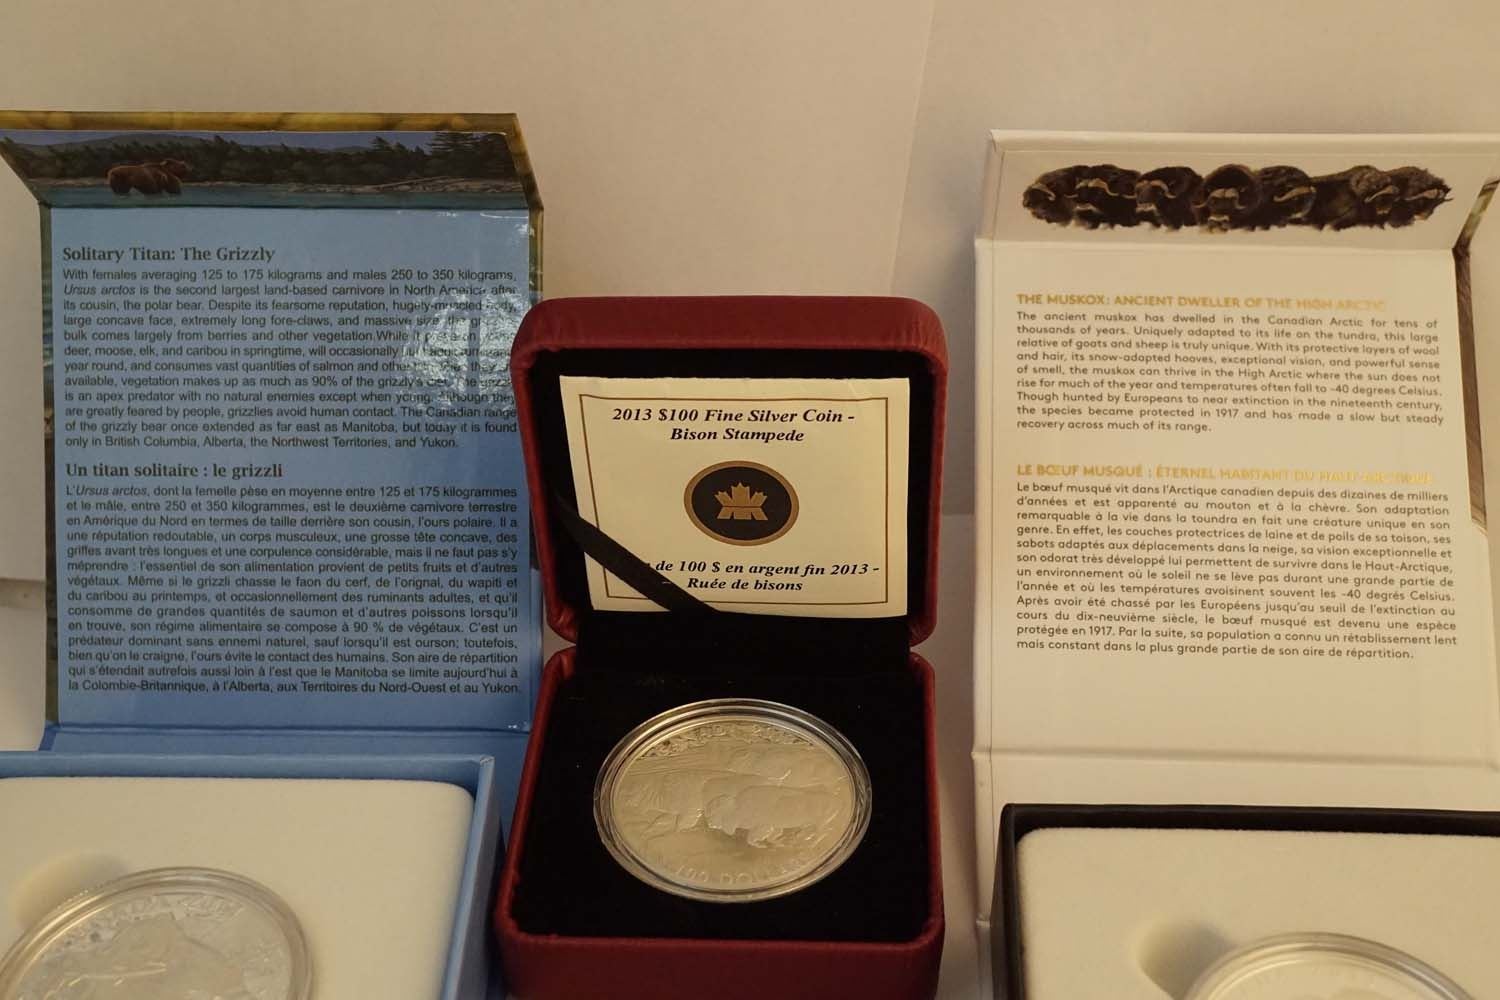 Solitary Titan: The Grizzly
With females averaging 125 to 175 kilograms and males 250 to 350 kilograms,
Ursus arctos is the second largest land-based carnivore in North America after
its cousin, the polar bear. Despite its fearsome reputation, hugely-muscled body,
large concave face, extremely long fore-claws, and massive size, the
bulk comes largely from berries and other vegetation.While it
deer, moose, elk, and caribou in springtime, will occasionally
year round, and consumes vast quantities of salmon and other
available, vegetation makes up as much as 90% of the grizzly's
is an apex predator with no natural enemies except when young. Although they
are greatly feared by people, grizzlies avoid human contact. The Canadian range
of the grizzly bear once extended as far east as Manitoba, but today it is found
only in British Columbia, Alberta, the Northwest Territories, and Yukon.
Un titan solitaire : le grizzli
L'Ursus arctos, dont la femelle pèse en moyenne entre 125 et 175 kilogrammes
et le mâle, entre 250 et 350 kilogrammes, est le deuxième carnivore terrestre
en Amérique du Nord en termes de taille derrière son cousin, l'ours polaire. Il a
une réputation redoutable, un corps musculeux, une grosse tête concave, des
griffes avant très longues et une corpulence considérable, mais il ne faut pas s'y
méprendre : l'essentiel de son alimentation provient de petits fruits et d'autres
végétaux. Même si le grizzli chasse le faon du cerf, de l'orignal, du wapiti et
du caribou au printemps, et occasionnellement des ruminants adultes, et qu'il
consomme de grandes quantités de saumon et d'autres poissons lorsqu'il
en trouve, son régime alimentaire se compose à 90 % de végétaux. C'est un
prédateur dominant sans ennemi naturel, sauf lorsqu'il est ourson; toutefois,
bien qu'on le craigne, l'ours évite le contact des humains. Son aire de répartition
qui s'étendait autrefois aussi loin à l'est que le Manitoba se limite aujourd'hui à
la Colombie-Britannique, à l'Alberta, aux Territoires du Nord-Ouest et au Yukon.
CANADA
2013 $100 Fine Silver Coin -
Bison Stampede
de 100 $ en argent fin 2013 -
Ruée de bisons
CANADA
100 DOLLARS
THE MUSKOX: ANCIENT DWELLER OF THE HIGH ARCTIC
The ancient muskox has dwelled in the Canadian Arctic for tens of
thousands of years. Uniquely adapted to its life on the tundra, this large
relative of goats and sheep is truly unique. With its protective layers of wool
and hair, its snow-adopted hooves, exceptional vision, and powerful sense
of smell, the muskox can thrive in the High Arctic where the sun does not
rise for much of the year and temperatures often fall to -40 degrees Celsius.
Though hunted by Europeans to near extinction in the nineteenth century,
the species became protected in 1917 and has made a slow but steady
recovery across much of its range.
LE BŒUF MUSQUÉ : ÉTERNEL HABITANT DU HAUT-ARCTIQUE
Le bœuf musqué vit dans l'Arctique canadien depuis des dizaines de milliers
d'années et est apparenté au mouton et à la chèvre. Son adaptation
remarquable à la vie dans la toundra en fait une créature unique en son
genre. En effet, les couches protectrices de laine et de poils de sa toison, ses
sabots adaptés aux déplacements dans la neige, sa vision exceptionnelle et
son odorat très développé lui permettent de survivre dans le Haut-Arctique,
un environnement où le soleil ne se lève pas durant une grande partie de
l'année et où les températures avoisinent souvent les -40 degrés Celsius.
Après avoir été chassé par les Européens jusqu'au seuil de l'extinction au
cours du dix-neuvième siècle, le bœuf musqué est devenu une espèce
protégée en 1917. Par la suite, sa population a connu un rétablissement lent
mais constant dans la plus grande partie de son aire de répartition.